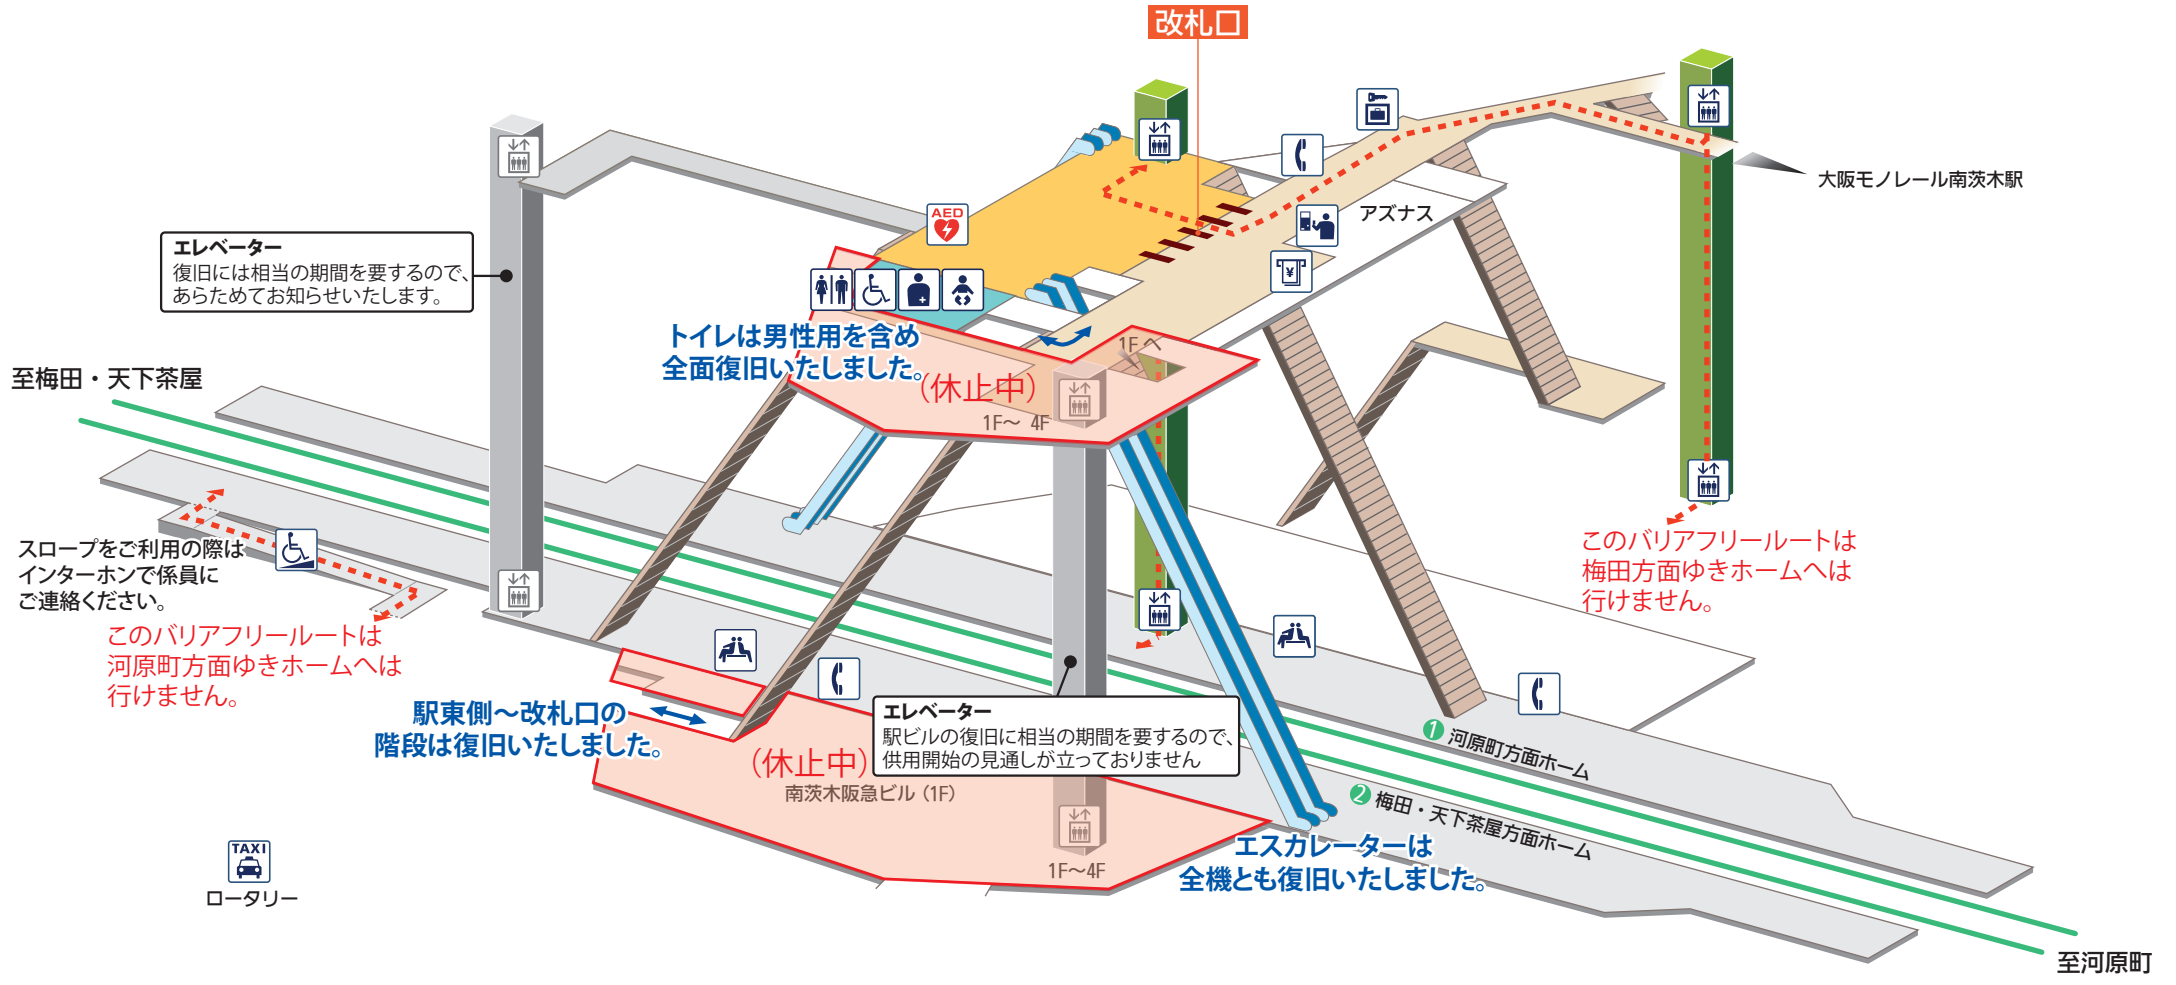 改札口
大阪モノレール南茨木駅
アズナス
AED
エレベーター
復旧には相当の期間を要するので、
あらためてお知らせいたします。
¥
トイレは男性用を含め
全面復旧いたしました。
1Fへ
(休止中)
1F〜 4F
至梅田・天下茶屋
スロープをご利用の際は
インターホンで係員に
ご連絡ください。
このバリアフリールートは
河原町方面ゆきホームへは
行けません。
このバリアフリールートは
梅田方面ゆきホームへは
行けません。
駅東側〜改札口の
階段は復旧いたしました。
エレベーター
駅ビルの復旧に相当の期間を要するので、
供用開始の見通しが立っておりません
(休止中)
南茨木阪急ビル (1F)
1F〜4F
1 河原町方面ホーム
2 梅田・天下茶屋方面ホーム
エスカレーターは
全機とも復旧いたしました。
TAXI
ロータリー
至河原町